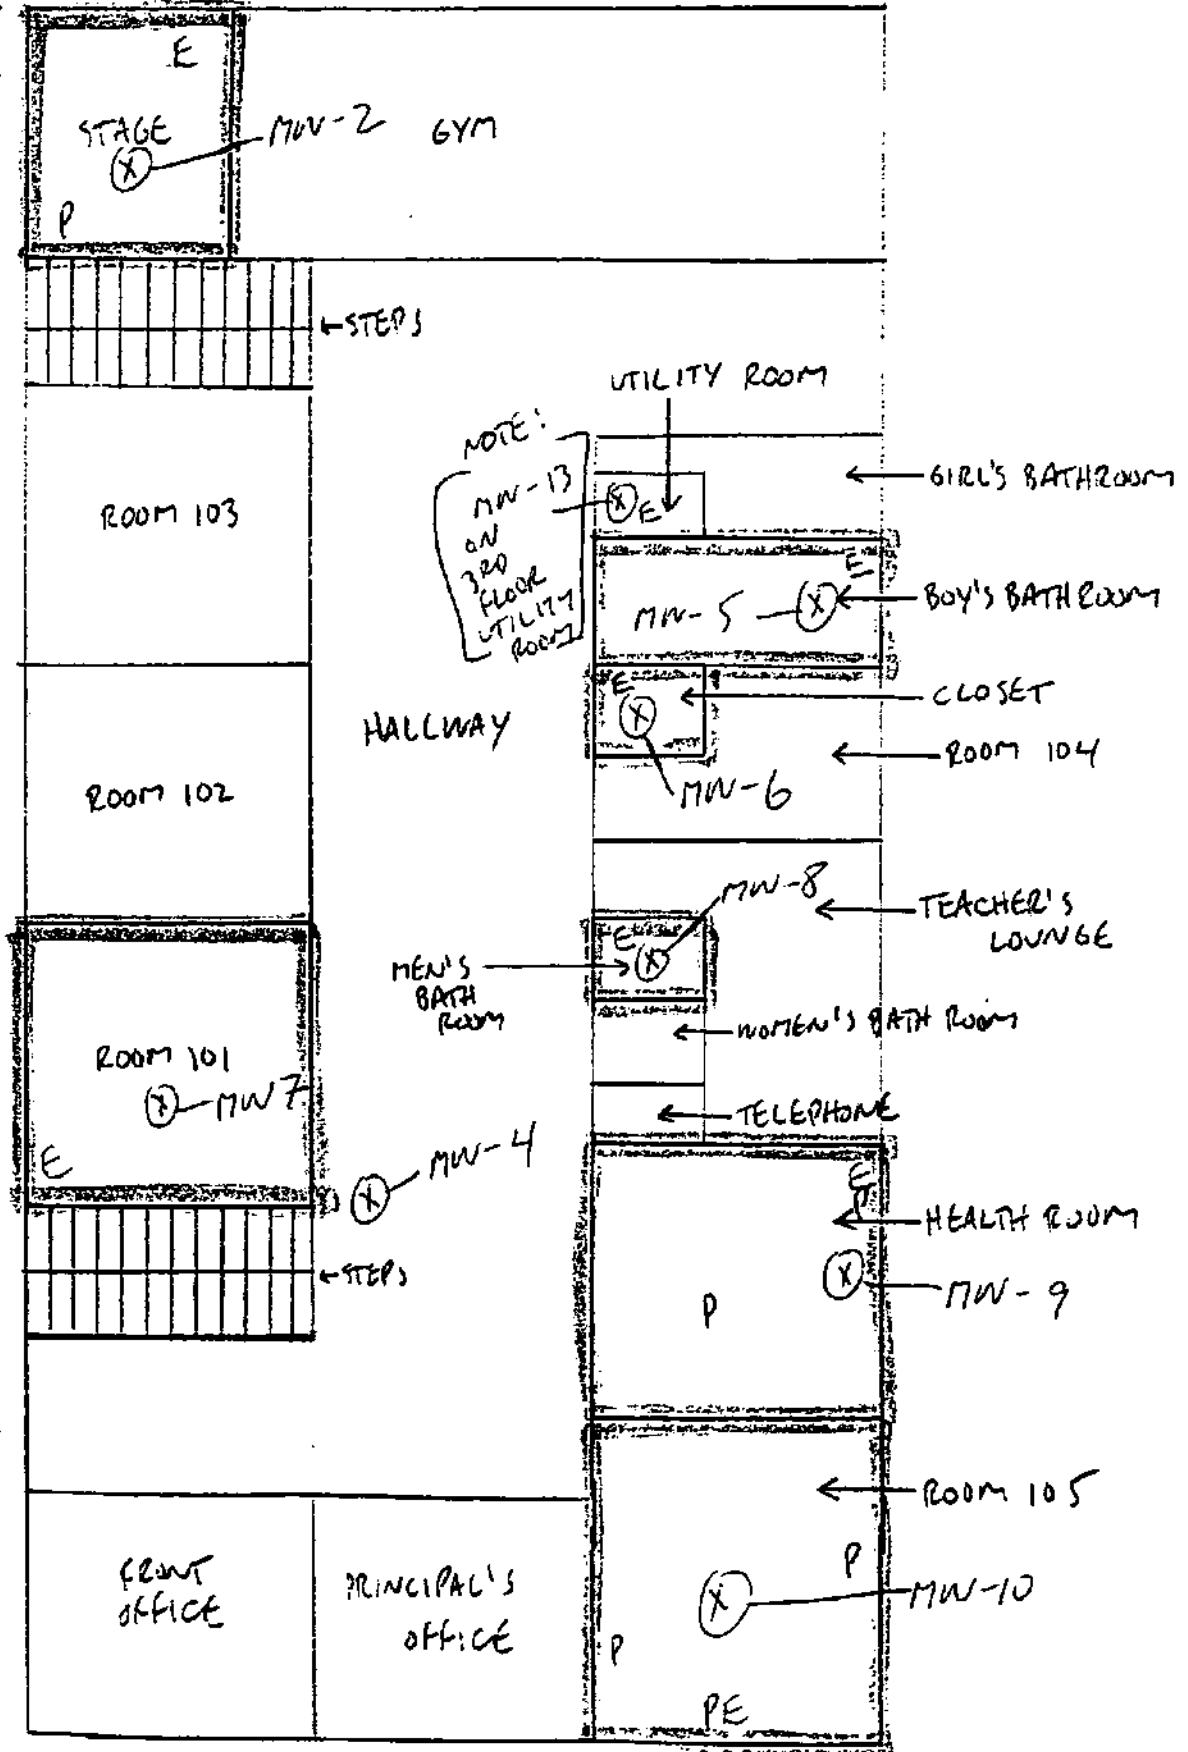 E
STAGE
MW-2
GYM
X
P
←STEPS
UTILITY ROOM
NOTE:
MW-13
ON
3RD
FLOOR
UTILITY
ROOM
X
E
GIRL'S BATHROOM
ROOM 103
E
MW-5
X
BOY'S BATHROOM
E
X
CLOSET
HALLWAY
ROOM 104
MW-6
ROOM 102
MW-8
TEACHER'S
LOUNGE
E
X
MEN'S
BATH
ROOM
WOMEN'S BATH ROOM
ROOM 101
X
MW7
TELEPHONE
E
MW-4
X
E
HEALTH ROOM
←STEPS
X
MW-9
P
ROOM 105
P
FRONT
OFFICE
PRINCIPAL'S
OFFICE
X
MW-10
P
PE